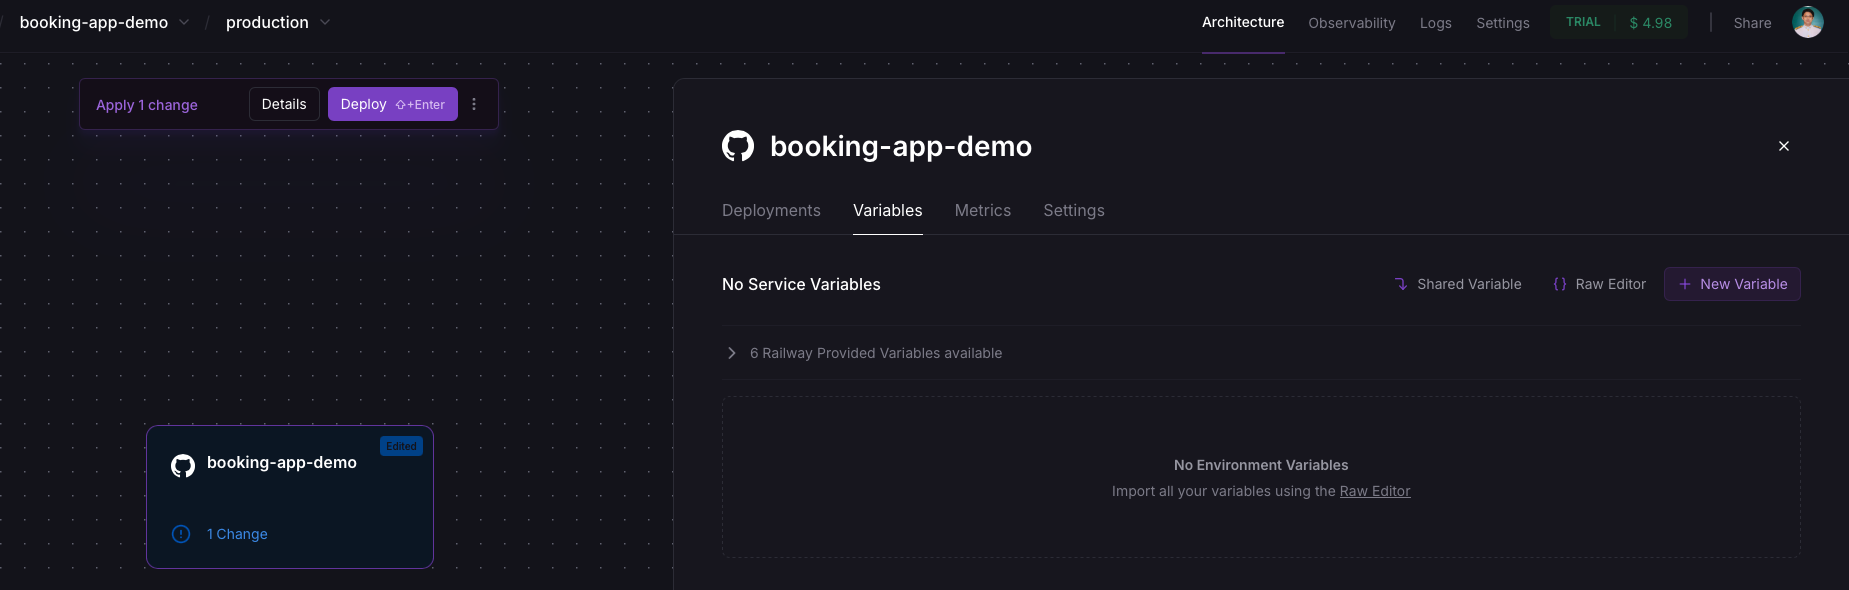 / booking-app-demo / production
Architecture Observability Logs Settings TRIAL $ 4.98 Share
Apply 1 change Details Deploy ⇧+Enter
booking-app-demo
Deployments Variables Metrics Settings
No Service Variables Shared Variable {} Raw Editor + New Variable
6 Railway Provided Variables available
No Environment Variables
Import all your variables using the Raw Editor
Edited
booking-app-demo
1 Change